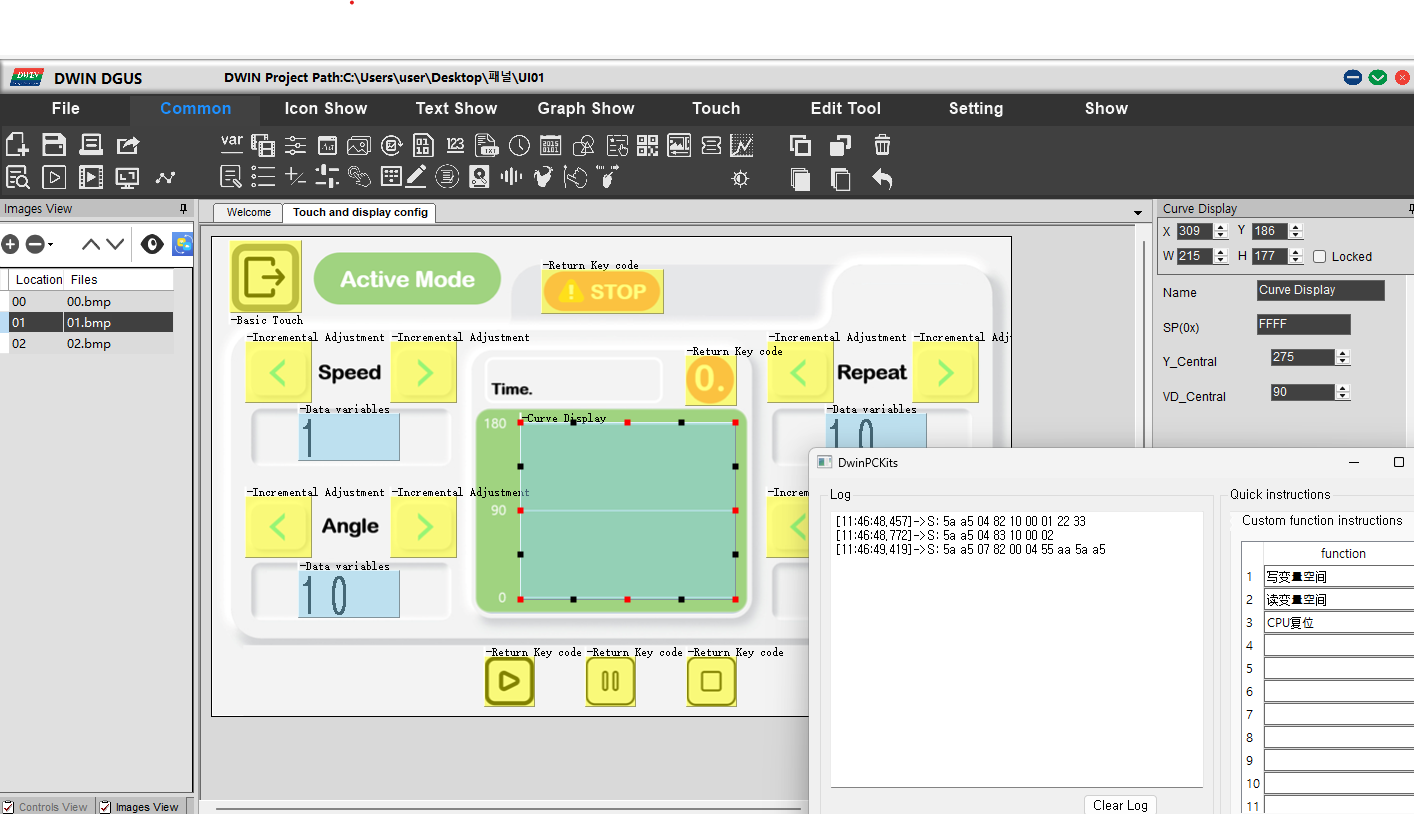 DWIN DWIN DGUS DWIN Project Path:C:\Users\user\Desktop\패널\UI01
File Common Icon Show Text Show Graph Show Touch Edit Tool Setting Show
var 123
Images View
Welcome Touch and display config
Curve Display
X 309 Y 186
W 215 H 177 Locked
Name Curve Display
SP(0x) FFFF
Y_Central 275
VD_Central 90
Location Files
00 00.bmp
01 01.bmp
02 02.bmp
Active Mode
-Return Key code
STOP
-Basic Touch
-Incremental Adjustment -Incremental Adjustment
Speed
-Data variables
1
-Return Key code
0.
Time.
-Incremental Adjustment -Incremental Adj
Repeat
-Data variables
10
-Curve Display
180
90
0
-Incremental Adjustment -Incremental Adjustment
Angle
-Data variables
10
-Increm
-Return Key code -Return Key code -Return Key code
DwinPCKits
Log
[11:46:48,457]->S: 5a a5 04 82 10 00 01 22 33
[11:46:48,772]->S: 5a a5 04 83 10 00 02
[11:46:49,419]->S: 5a a5 07 82 00 04 55 aa 5a a5
Clear Log
Quick instructions
Custom function instructions
function
1 写变量空间
2 读变量空间
3 CPU复位
4
5
6
7
8
9
10
11
Controls View Images View